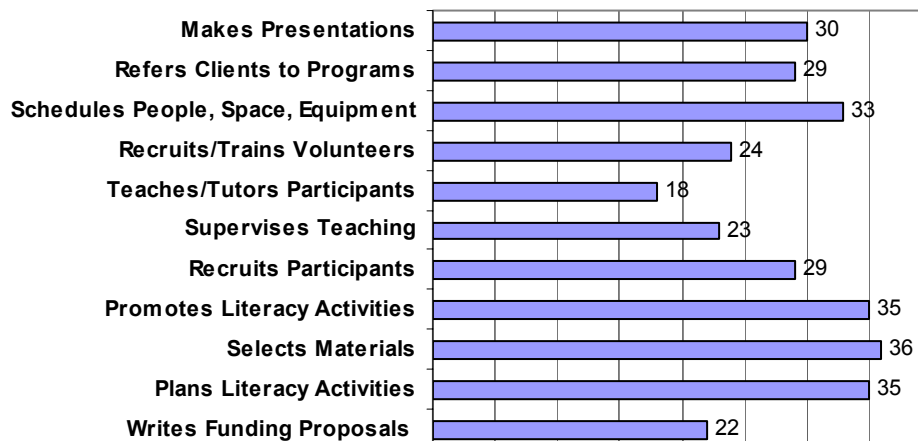 Makes Presentations 30
Refers Clients to Programs 29
Schedules People, Space, Equipment 33
Recruits/Trains Volunteers 24
Teaches/Tutors Participants 18
Supervises Teaching 23
Recruits Participants 29
Promotes Literacy Activities 35
Selects Materials 36
Plans Literacy Activities 35
Writes Funding Proposals 22